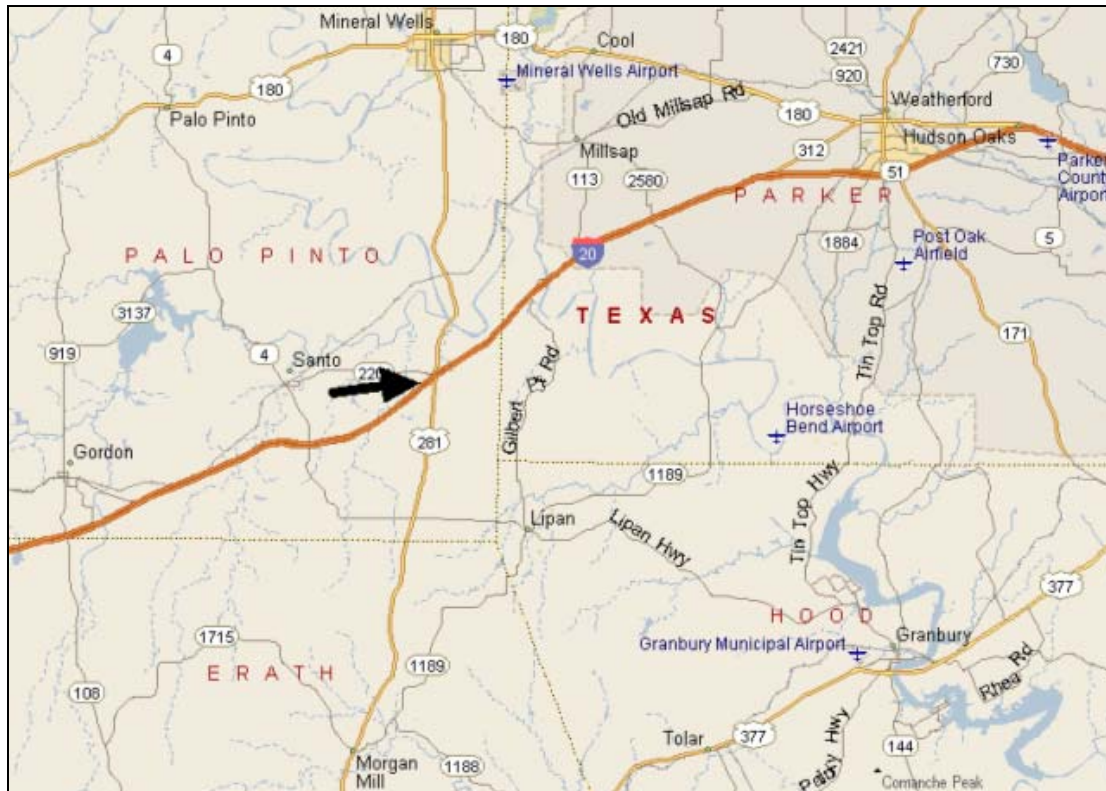 Mineral Wells
180
Cool
2421
920
730
4
Mineral Wells Airport
180
Palo Pinto
Old Millsap Rd
180
Weatherford
Hudson Oaks
Millsap
312
Parker
County
Airport
113
2580
51
PARKER
PALO PINTO
20
1884
Post Oak
Airfield
5
3137
TEXAS
Tin Top Rd
171
919
4
Santo
220
Gilbert Pit Rd
Horseshoe
Bend Airport
281
Gordon
1189
Lipan
Lipan Hwy
Tin Top Hwy
377
HOOD
1715
Granbury Municipal Airport
Granbury
ERATH
1189
Rhea Rd
108
Tolar
377
144
Morgan
Mill
1188
Hwy
Comanche Peak